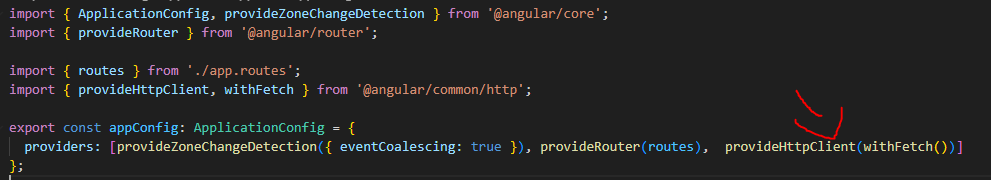 import { ApplicationConfig, provideZoneChangeDetection } from '@angular/core';
import { provideRouter } from '@angular/router';
import { routes } from './app.routes';
import { provideHttpClient, withFetch } from '@angular/common/http';
export const appConfig: ApplicationConfig = {
  providers: [provideZoneChangeDetection({ eventCoalescing: true }), provideRouter(routes),  provideHttpClient(withFetch())]
};